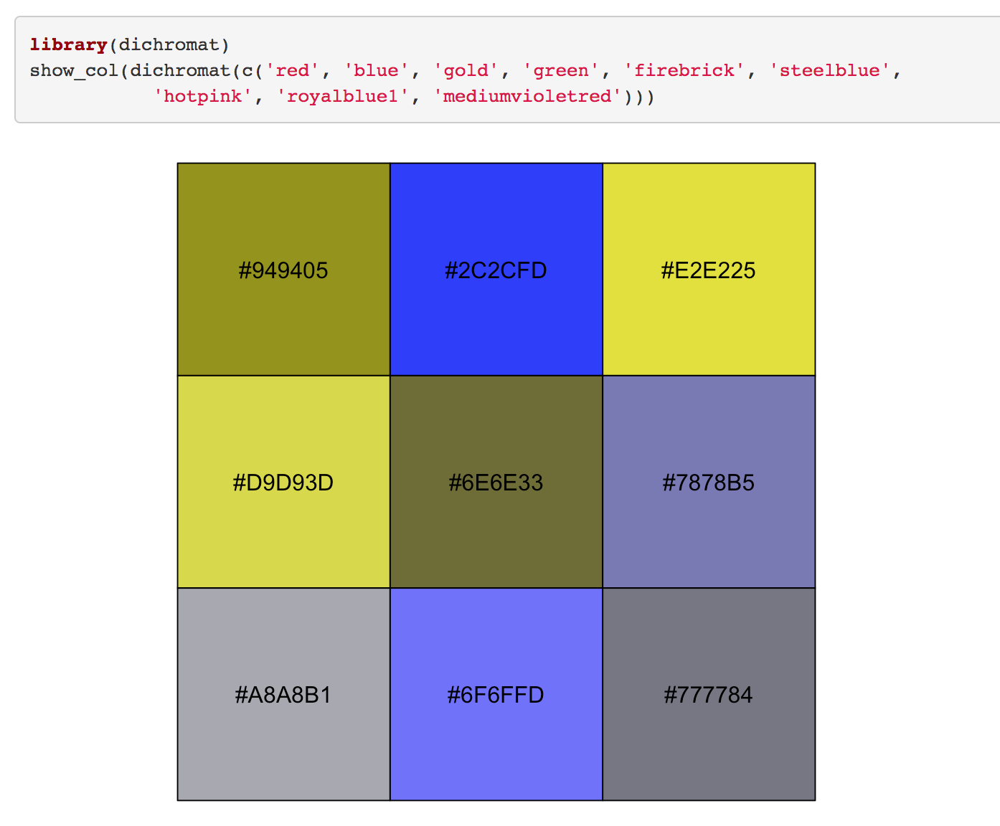 library(dichromat)
show_col(dichromat(c('red', 'blue', 'gold', 'green', 'firebrick', 'steelblue',
'hotpink', 'royalblue1', 'mediumvioletred')))
#949405 #2C2CFD #E2E225
#D9D93D #6E6E33 #7878B5
#A8A8B1 #6F6FFD #777784